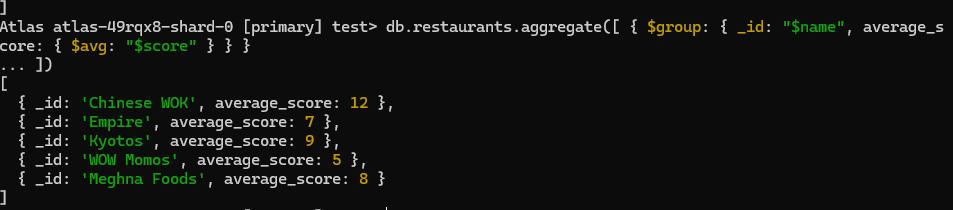 ]
Atlas atlas-49rqx8-shard-0 [primary] test> db.restaurants.aggregate([ { $group: { _id: "$name", average_s
core: { $avg: "$score" } } }
... ])
[
  { _id: 'Chinese WOK', average_score: 12 },
  { _id: 'Empire', average_score: 7 },
  { _id: 'Kyotos', average_score: 9 },
  { _id: 'WOW Momos', average_score: 5 },
  { _id: 'Meghna Foods', average_score: 8 }
]